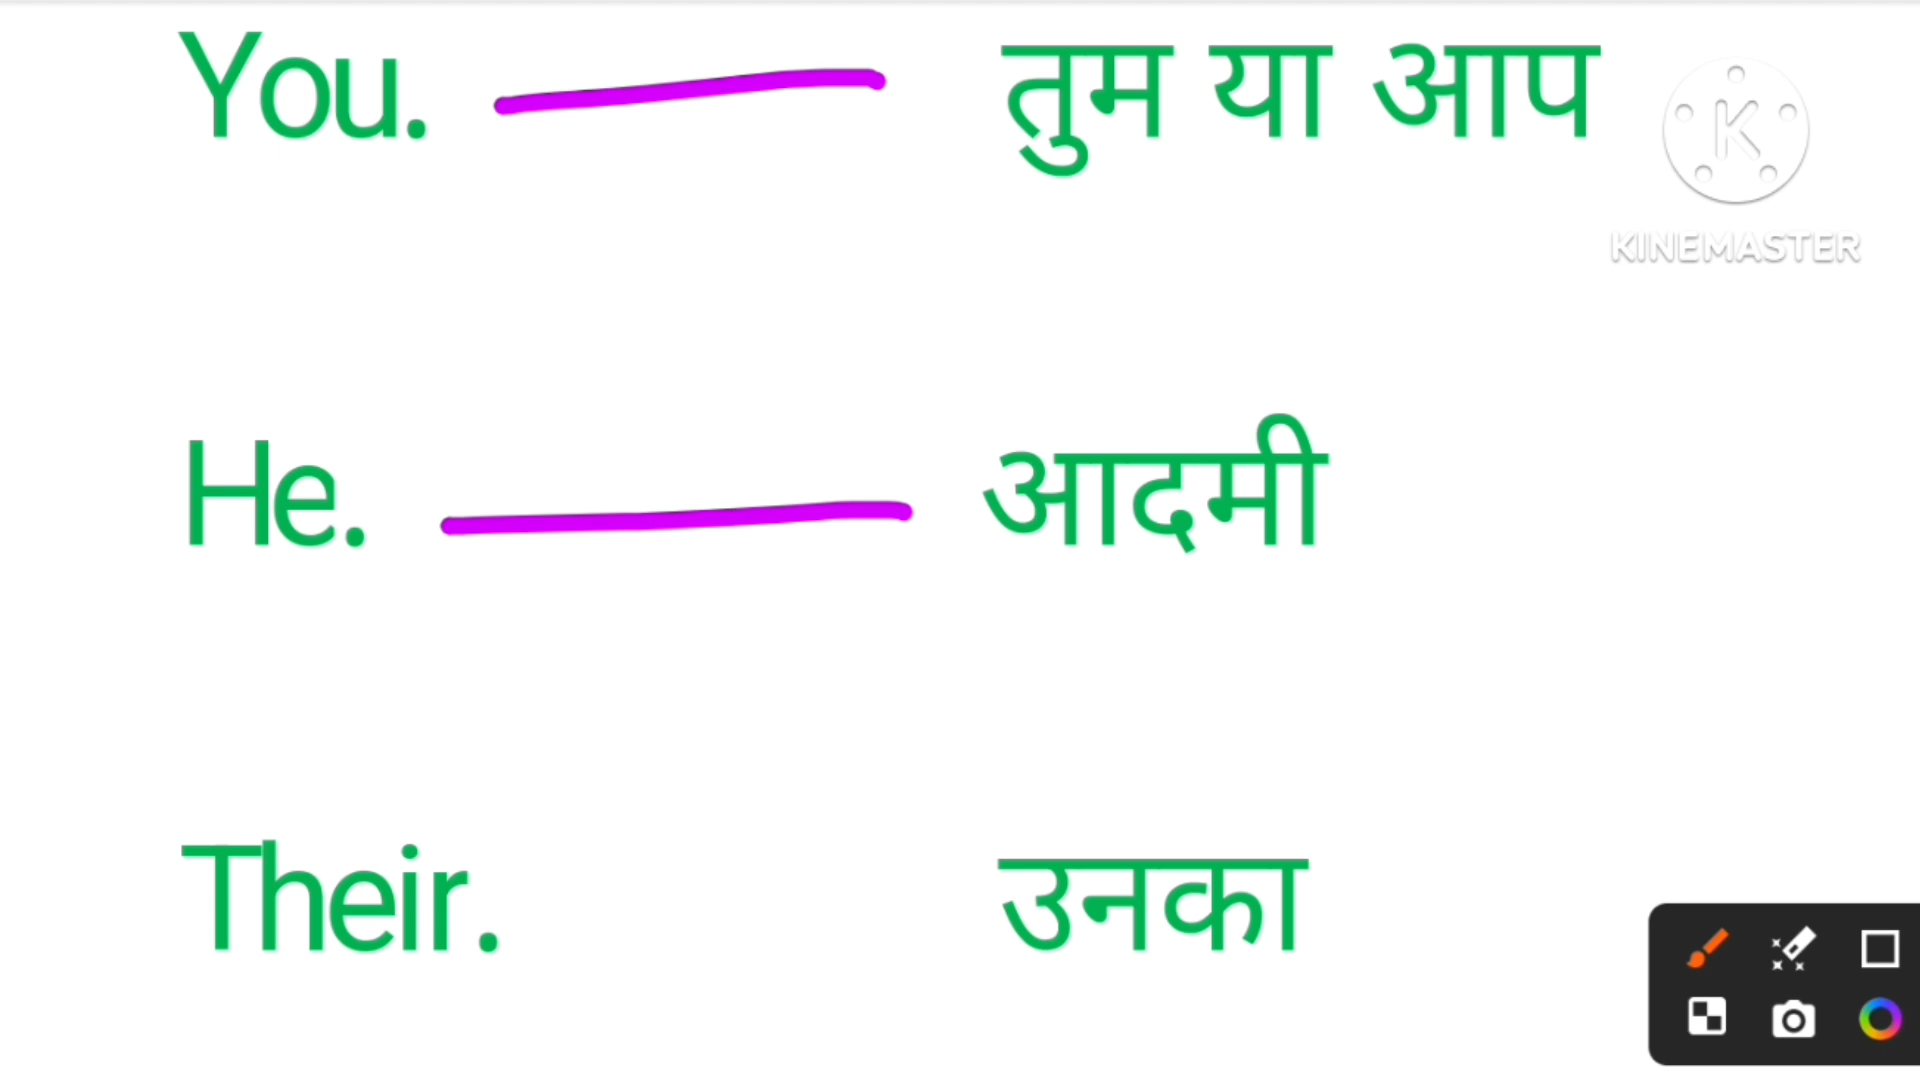 You. तुम या आप
KINEMASTER
He. आदमी
Their. उनका